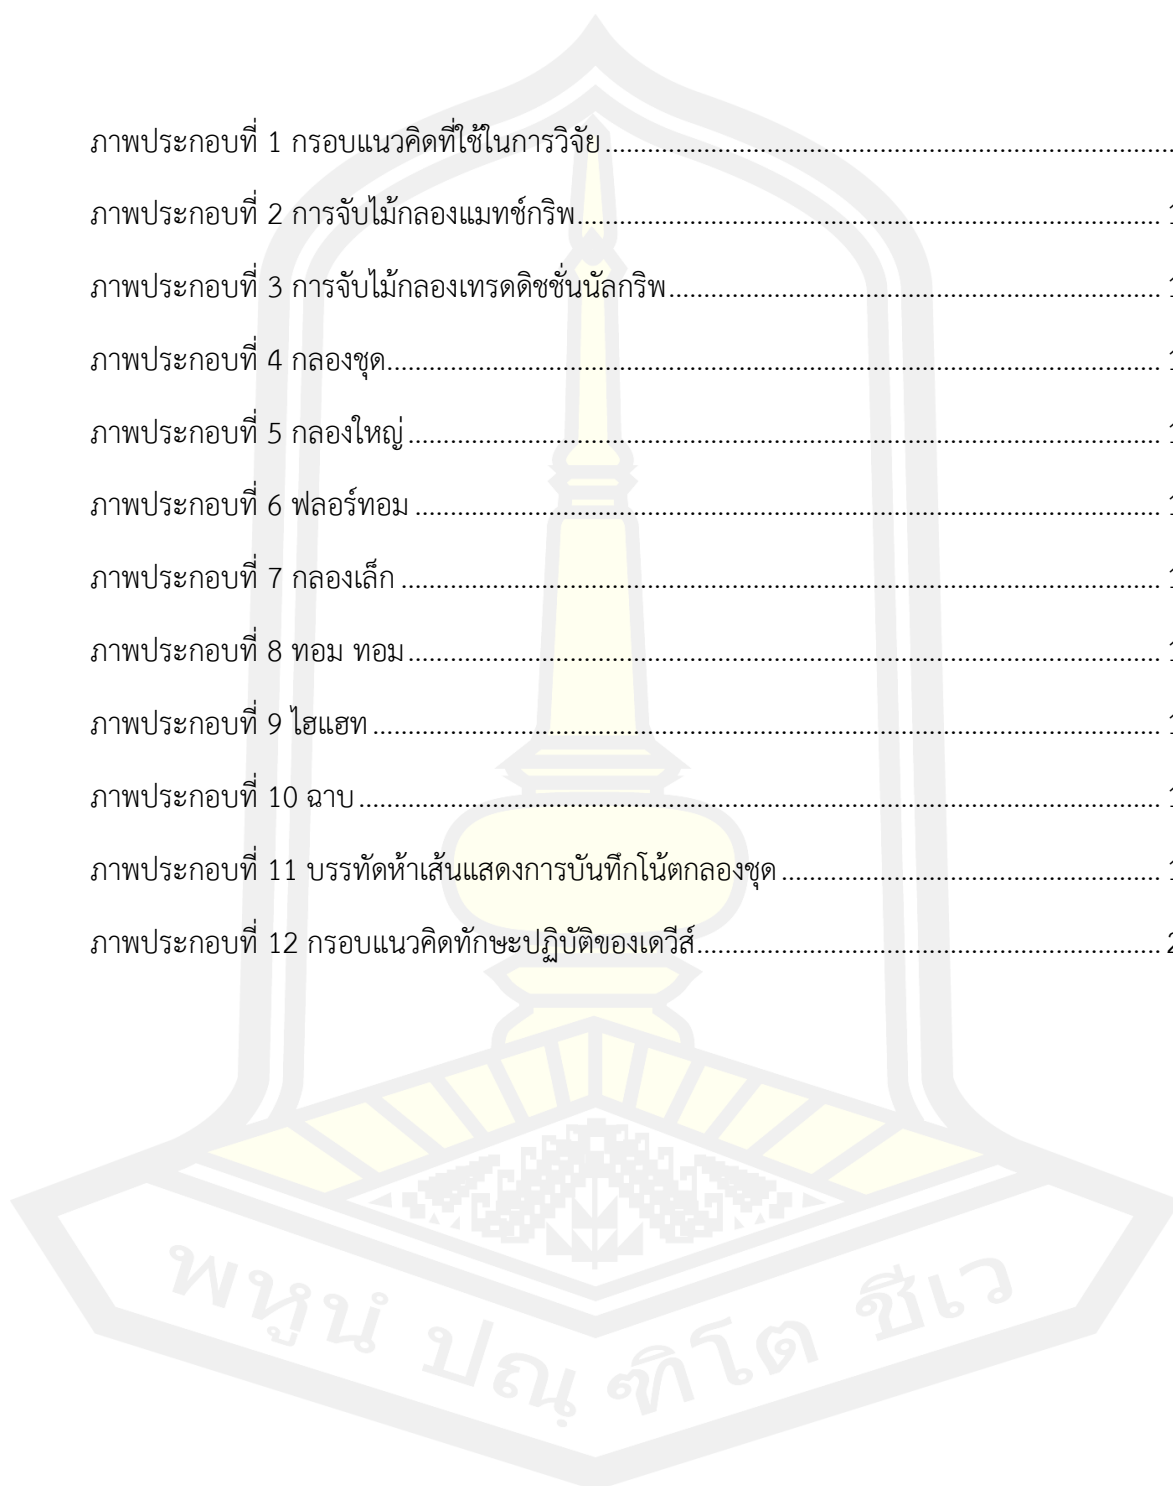 ภาพประกอบที่ 1 กรอบแนวคิดที่ใช้ในการวิจัย................................................................................
ภาพประกอบที่ 2 การจับไม้กลองแมทช์กริพ.................................................................................. 1
ภาพประกอบที่ 3 การจับไม้กลองเทรดดิชชั่นนัลกริพ..................................................................... 1
ภาพประกอบที่ 4 กลองชุด............................................................................................................. 1
ภาพประกอบที่ 5 กลองใหญ่.......................................................................................................... 1
ภาพประกอบที่ 6 ฟลอร์ทอม......................................................................................................... 1
ภาพประกอบที่ 7 กลองเล็ก........................................................................................................... 1
ภาพประกอบที่ 8 ทอม ทอม.......................................................................................................... 1
ภาพประกอบที่ 9 ไฮแฮท............................................................................................................... 1
ภาพประกอบที่ 10 ฉาบ................................................................................................................. 1
ภาพประกอบที่ 11 บรรทัดห้าเส้นแสดงการบันทึกโน้ตกลองชุด..................................................... 1
ภาพประกอบที่ 12 กรอบแนวคิดทักษะปฏิบัติของเดวีส์................................................................. 2
พหูนํ ปณฺฑิโต ชีเว